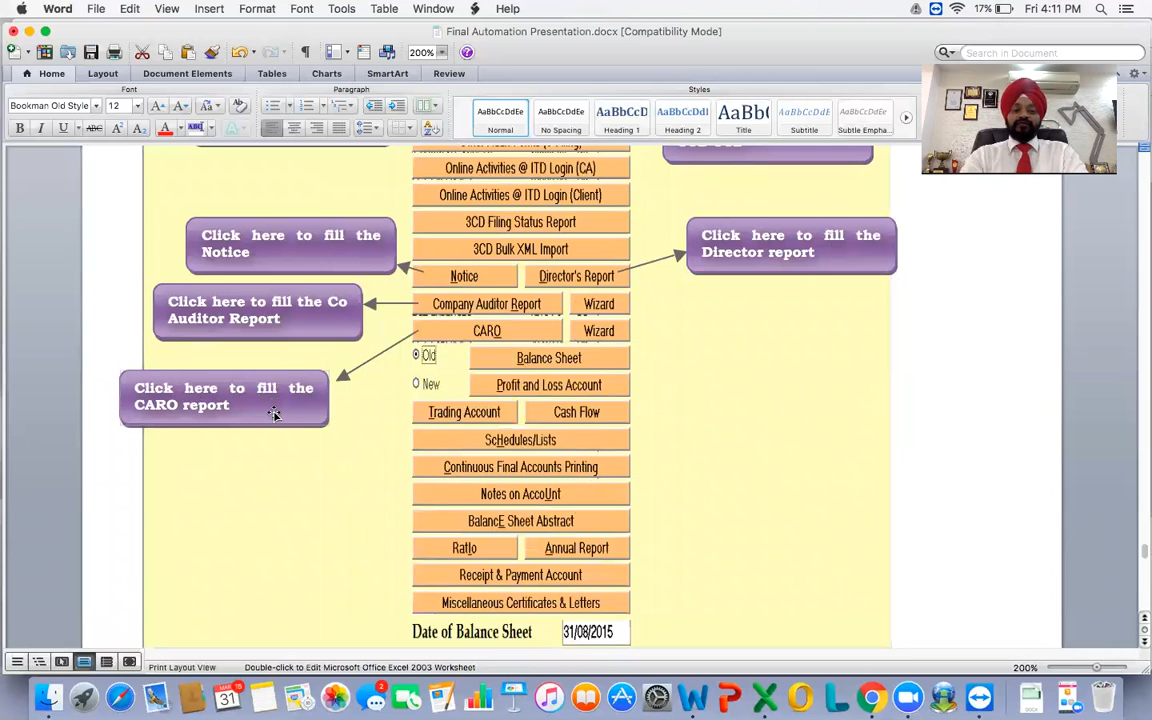 Word File Edit View Insert Format Font Tools Table Window Help
17% Fri 4:11 PM
Final Automation Presentation.docx [Compatibility Mode]
200%
Search in Document
Home Layout Document Elements Tables Charts SmartArt Review
Font Paragraph Styles
Bookman Old Style 12
AaBbCcDdEe AaBbCcDdEe AaBbCcD AaBbCcDd AaBbC AaBbCcDdEe AaBbCcDdEe
Normal No Spacing Heading 1 Heading 2 Title Subtitle Subtle Empha...
Online Activities @ ITD Login (CA)
Online Activities @ ITD Login (Client)
3CD Filing Status Report
3CD Bulk XML Import
Click here to fill the
Notice
Click here to fill the
Director report
Notice Director's Report
Click here to fill the Co
Auditor Report
Company Auditor Report Wizard
CARO Wizard
Old Balance Sheet
New Profit and Loss Account
Click here to fill the
CARO report
Trading Account Cash Flow
ScHedules/Lists
Continuous Final Accounts Printing
Notes on AccoUnt
BalancE Sheet Abstract
RatIo Annual Report
Receipt & Payment Account
Miscellaneous Certificates & Letters
Date of Balance Sheet 31/08/2015
Print Layout View Double-click to Edit Microsoft Office Excel 2003 Worksheet 200%
31
2